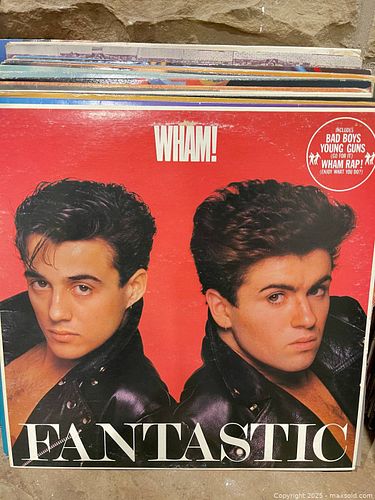 WHAM!
INCLUDES
BAD BOYS
YOUNG GUNS
(GO FOR IT)
WHAM RAP!
(ENJOY WHAT YOU DO?)
FANTASTIC
Copyright 2025 - maxsold.com